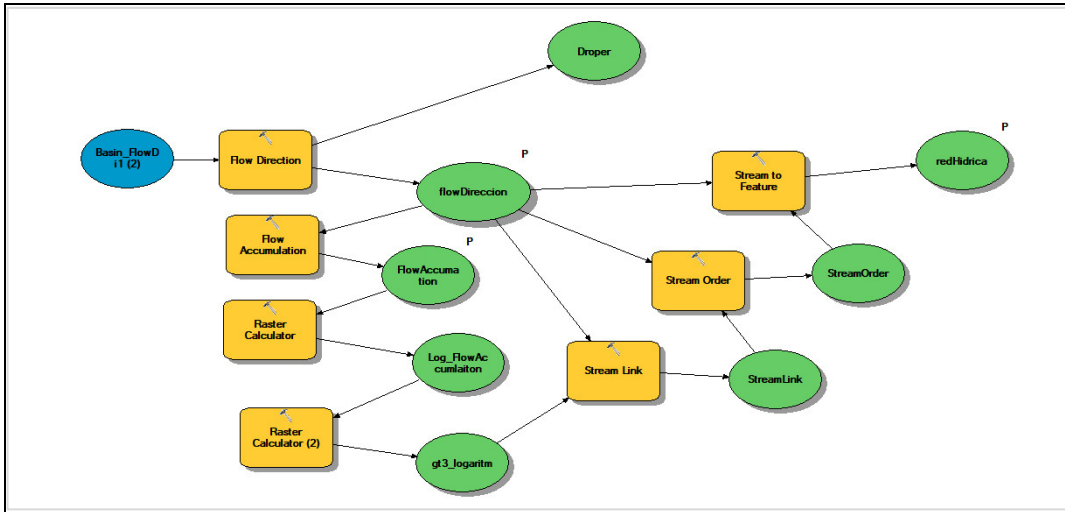 Droper
P
Basin_FlowD
i1 (2)
Flow Direction
P
flowDireccion
Stream to
Feature
redHidrica
Flow
Accumulation
P
FlowAccuma
tion
Stream Order
StreamOrder
Raster
Calculator
Log_FlowAc
cumlaiton
Stream Link
StreamLink
Raster
Calculator (2)
gt3_logaritm